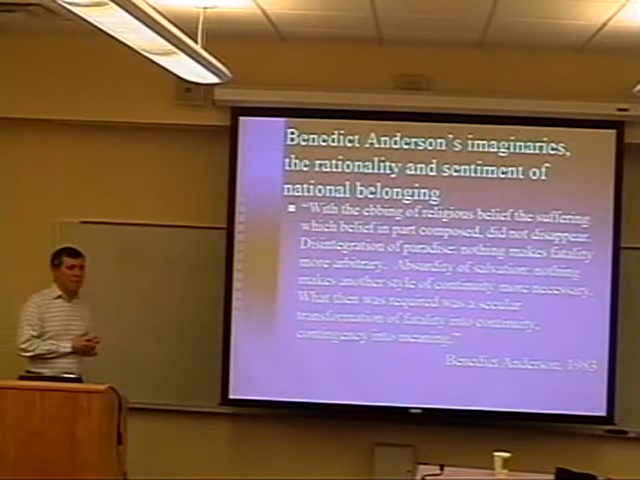 Benedict Anderson's imaginaries,
the rationality and sentiment of
national belonging
"With the ebbing of religious belief the suffering
which belief in part composed, did not disappear.
Disintegration of paradise: nothing makes fatality
more arbitrary. Absurdity of salvation: nothing
makes another style of continuity more necessary.
What then was required was a secular
transformation of fatality into continuity,
contingency into meaning."
Benedict Anderson, 1983